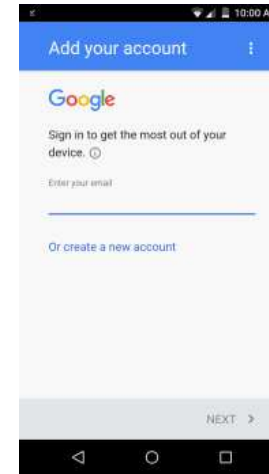 10:00 A
Add your account
Google
Sign in to get the most out of your
device.
Enter your email
Or create a new account
NEXT